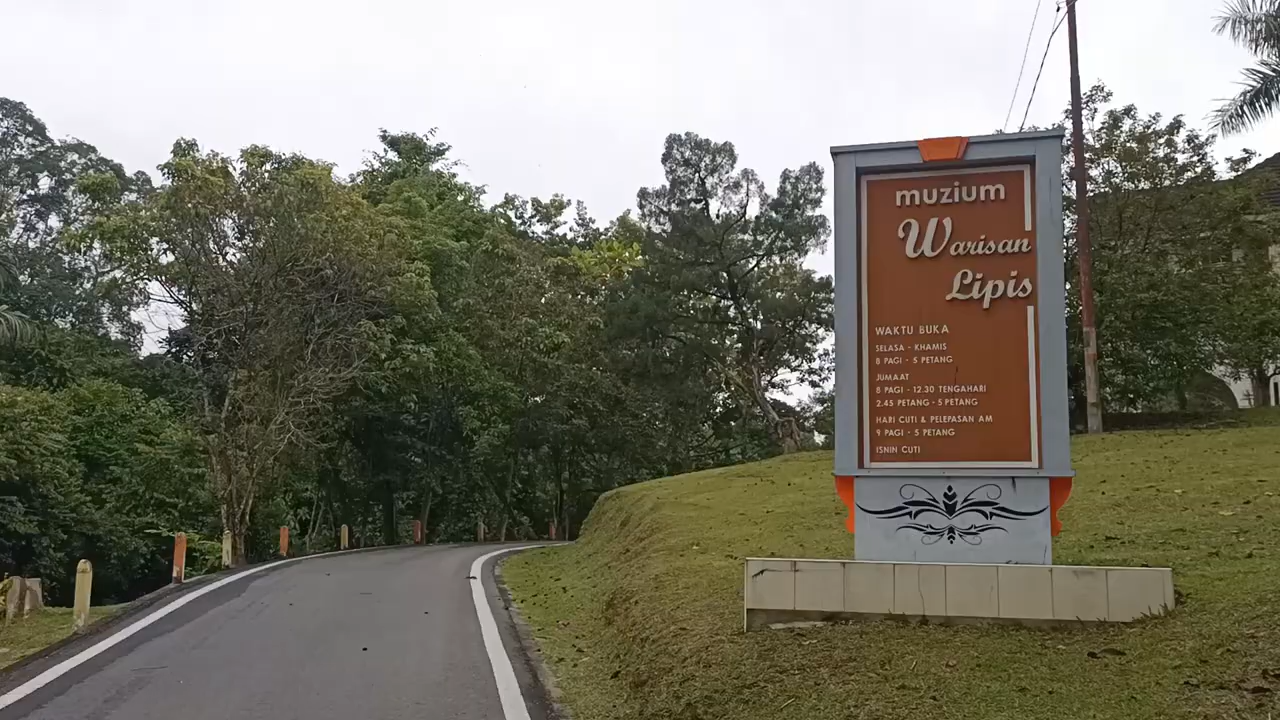 muzium
Warisan
Lipis
WAKTU BUKA
SELASA - KHAMIS
8 PAGI - 5 PETANG
JUMAAT
8 PAGI - 12.30 TENGAHARI
2.45 PETANG - 5 PETANG
HARI CUTI & PELEPASAN AM
9 PAGI - 5 PETANG
ISNIN CUTI